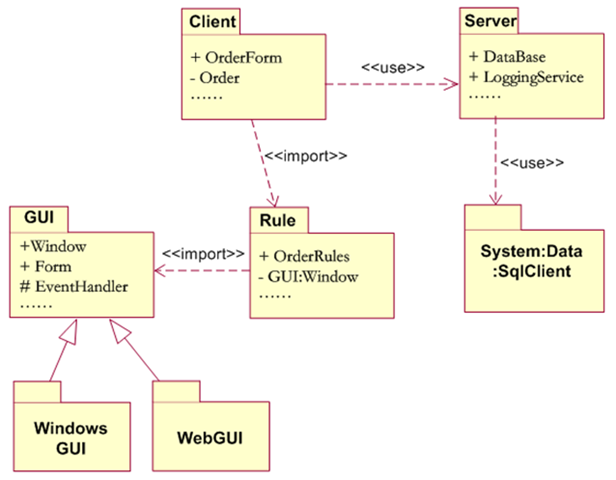 Client
+ OrderForm
- Order
······
<<use>>
Server
+ DataBase
+ LoggingService
······
<<import>>
<<use>>
GUI
+Window
+ Form
# EventHandler
······
<<import>>
Rule
+ OrderRules
- GUI:Window
······
System:Data
:SqlClient
Windows
GUI
WebGUI